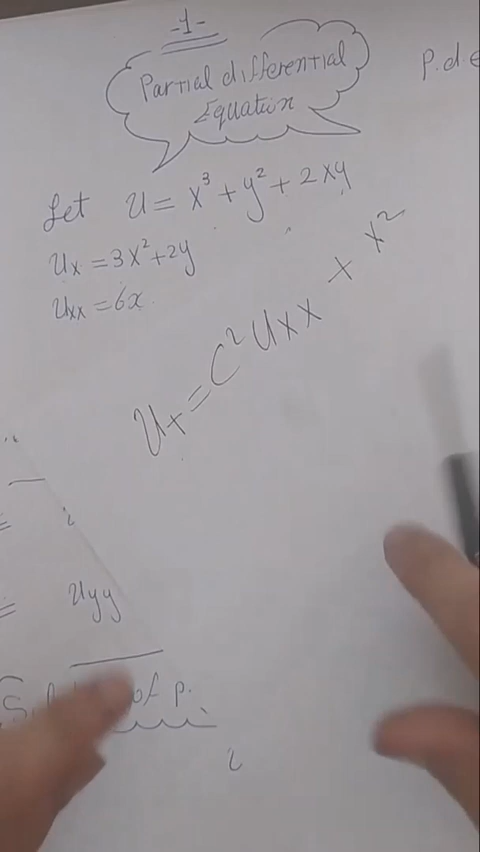 -1-
Partial differential
Equation
p.d
Let U = x³ + y² + 2xy
Ux = 3x² + 2y
Uxx = 6x
Ut = C² Uxx + x²
Uyy
of p.